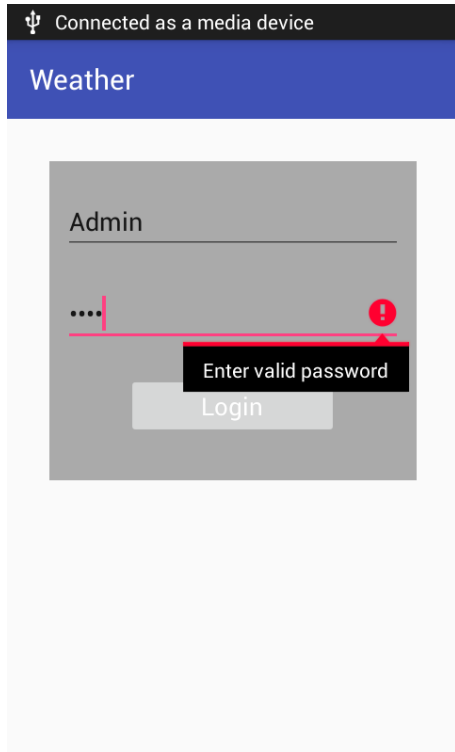 Connected as a media device
Weather
Admin
••••
Enter valid password
Login